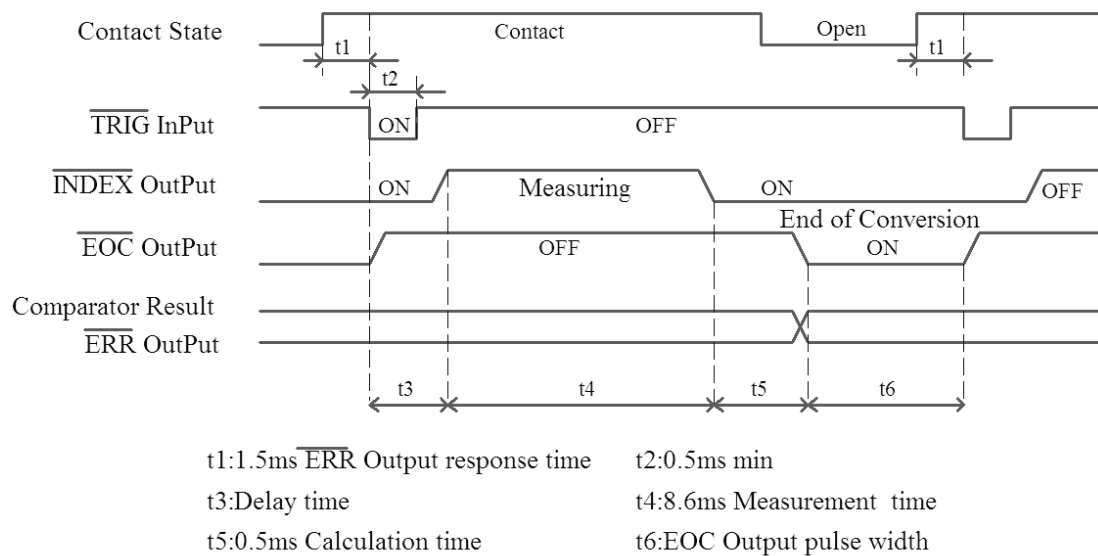 Contact State
Contact
Open
t1
t1
t2
TRIG InPut
ON
OFF
INDEX OutPut
ON
Measuring
ON
OFF
End of Conversion
EOC OutPut
OFF
ON
Comparator Result
ERR OutPut
t3
t4
t5
t6
t1:1.5ms ERR Output response time
t2:0.5ms min
t3:Delay time
t4:8.6ms Measurement time
t5:0.5ms Calculation time
t6:EOC Output pulse width